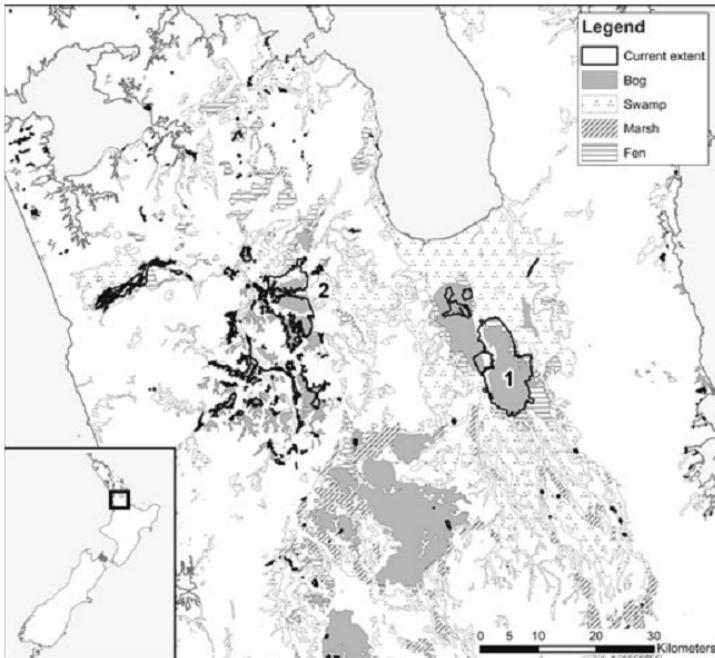 Legend
Current extent
Bog
Swamp
Marsh
Fen
2
1
0 5 10 20 30
Kilometers